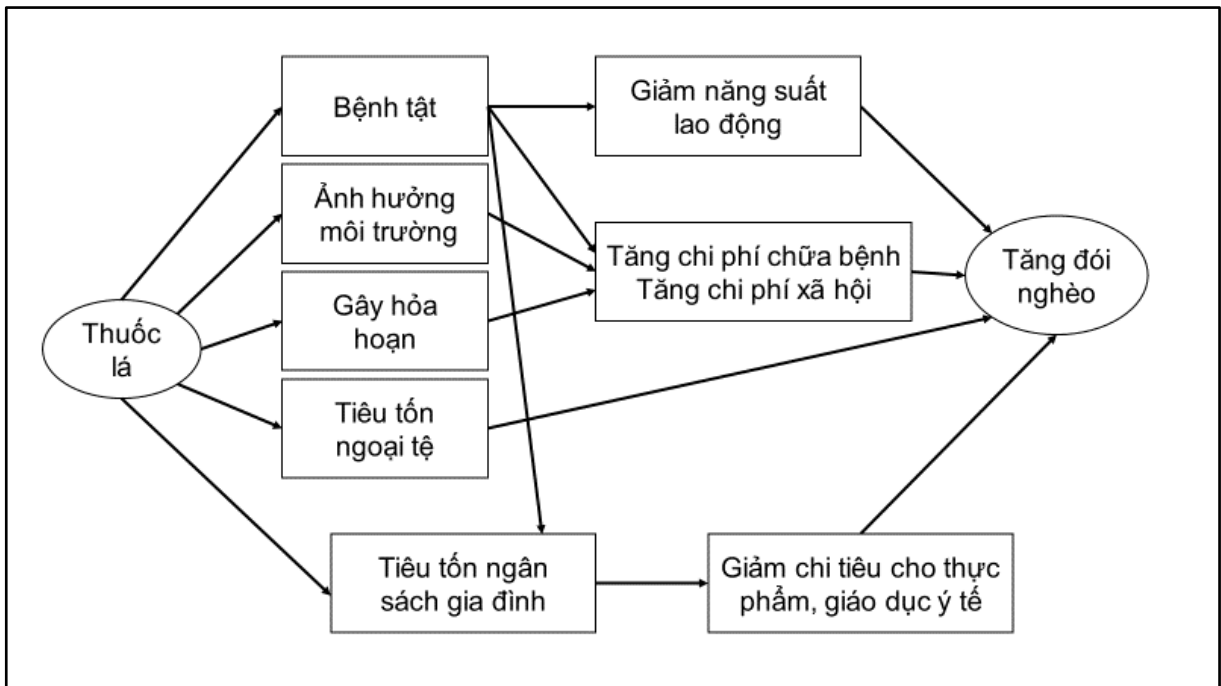 Bệnh tật
Giảm năng suất
lao động
Ảnh hưởng
môi trường
Tăng chi phí chữa bệnh
Tăng chi phí xã hội
Tăng đói
nghèo
Gây hỏa
hoạn
Thuốc
lá
Tiêu tốn
ngoại tệ
Tiêu tốn ngân
sách gia đình
Giảm chi tiêu cho thực
phẩm, giáo dục y tế